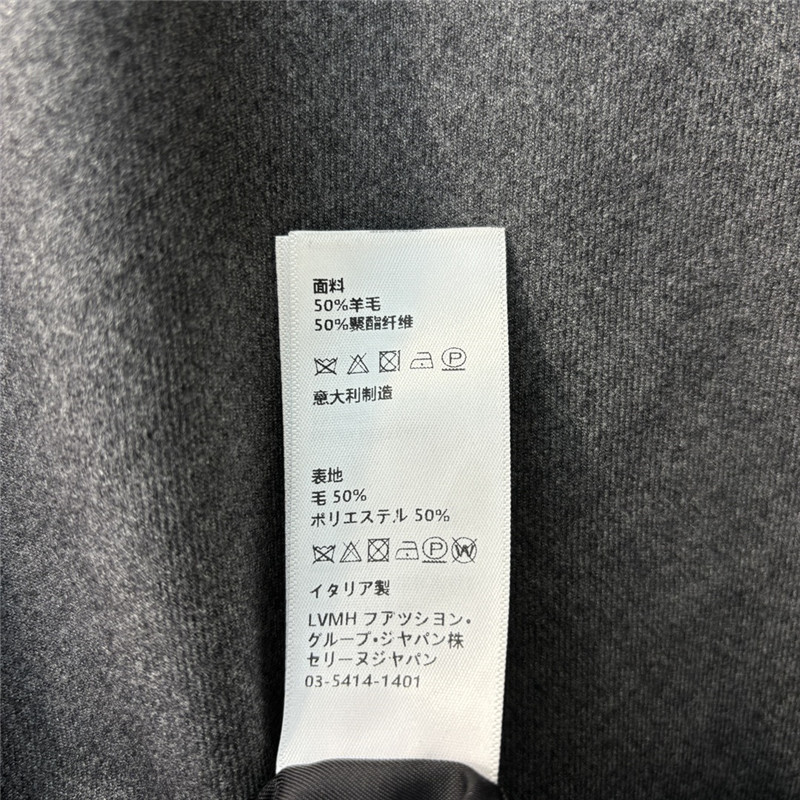 面料
50%羊毛
50%聚酯纤维
P
意大利制造
表地
毛 50%
ポリエステル 50%
P W
イタリア製
LVMH フアツシヨン・
グループ・ジヤパン株
セリーヌジヤパン
03-5414-1401